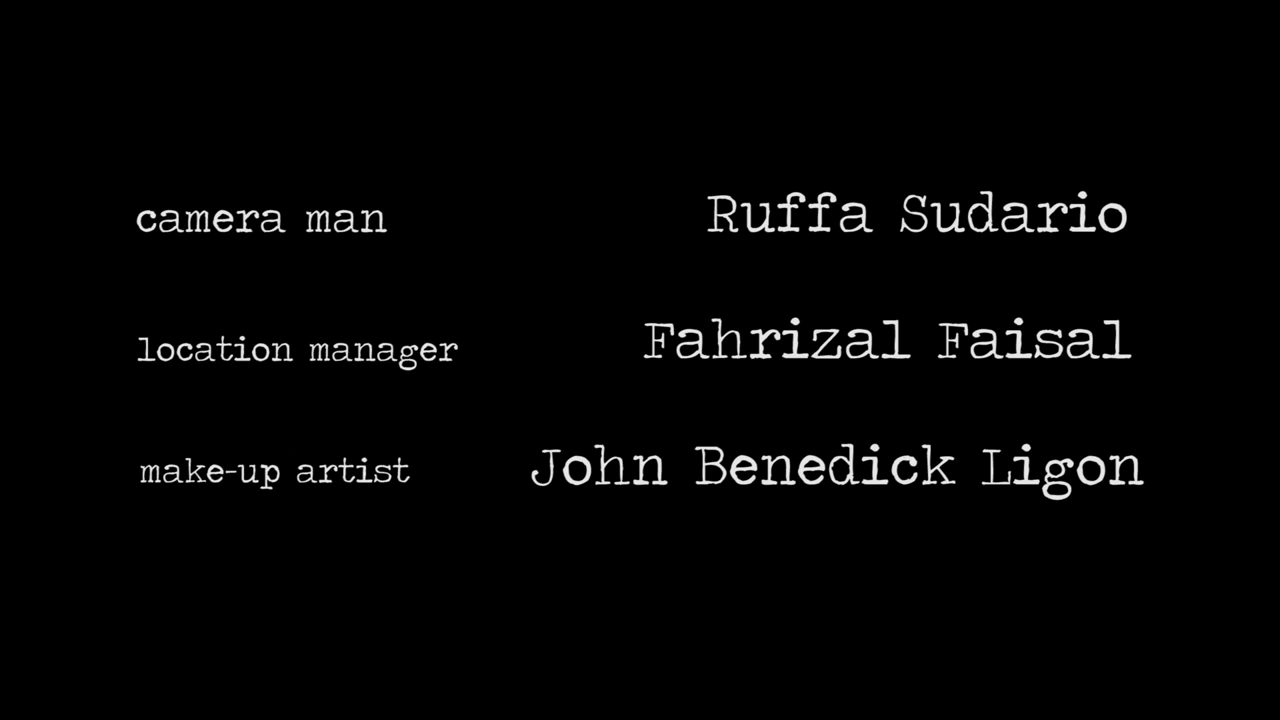 camera man Ruffa Sudario
location manager Fahrizal Faisal
make-up artist John Benedick Ligon